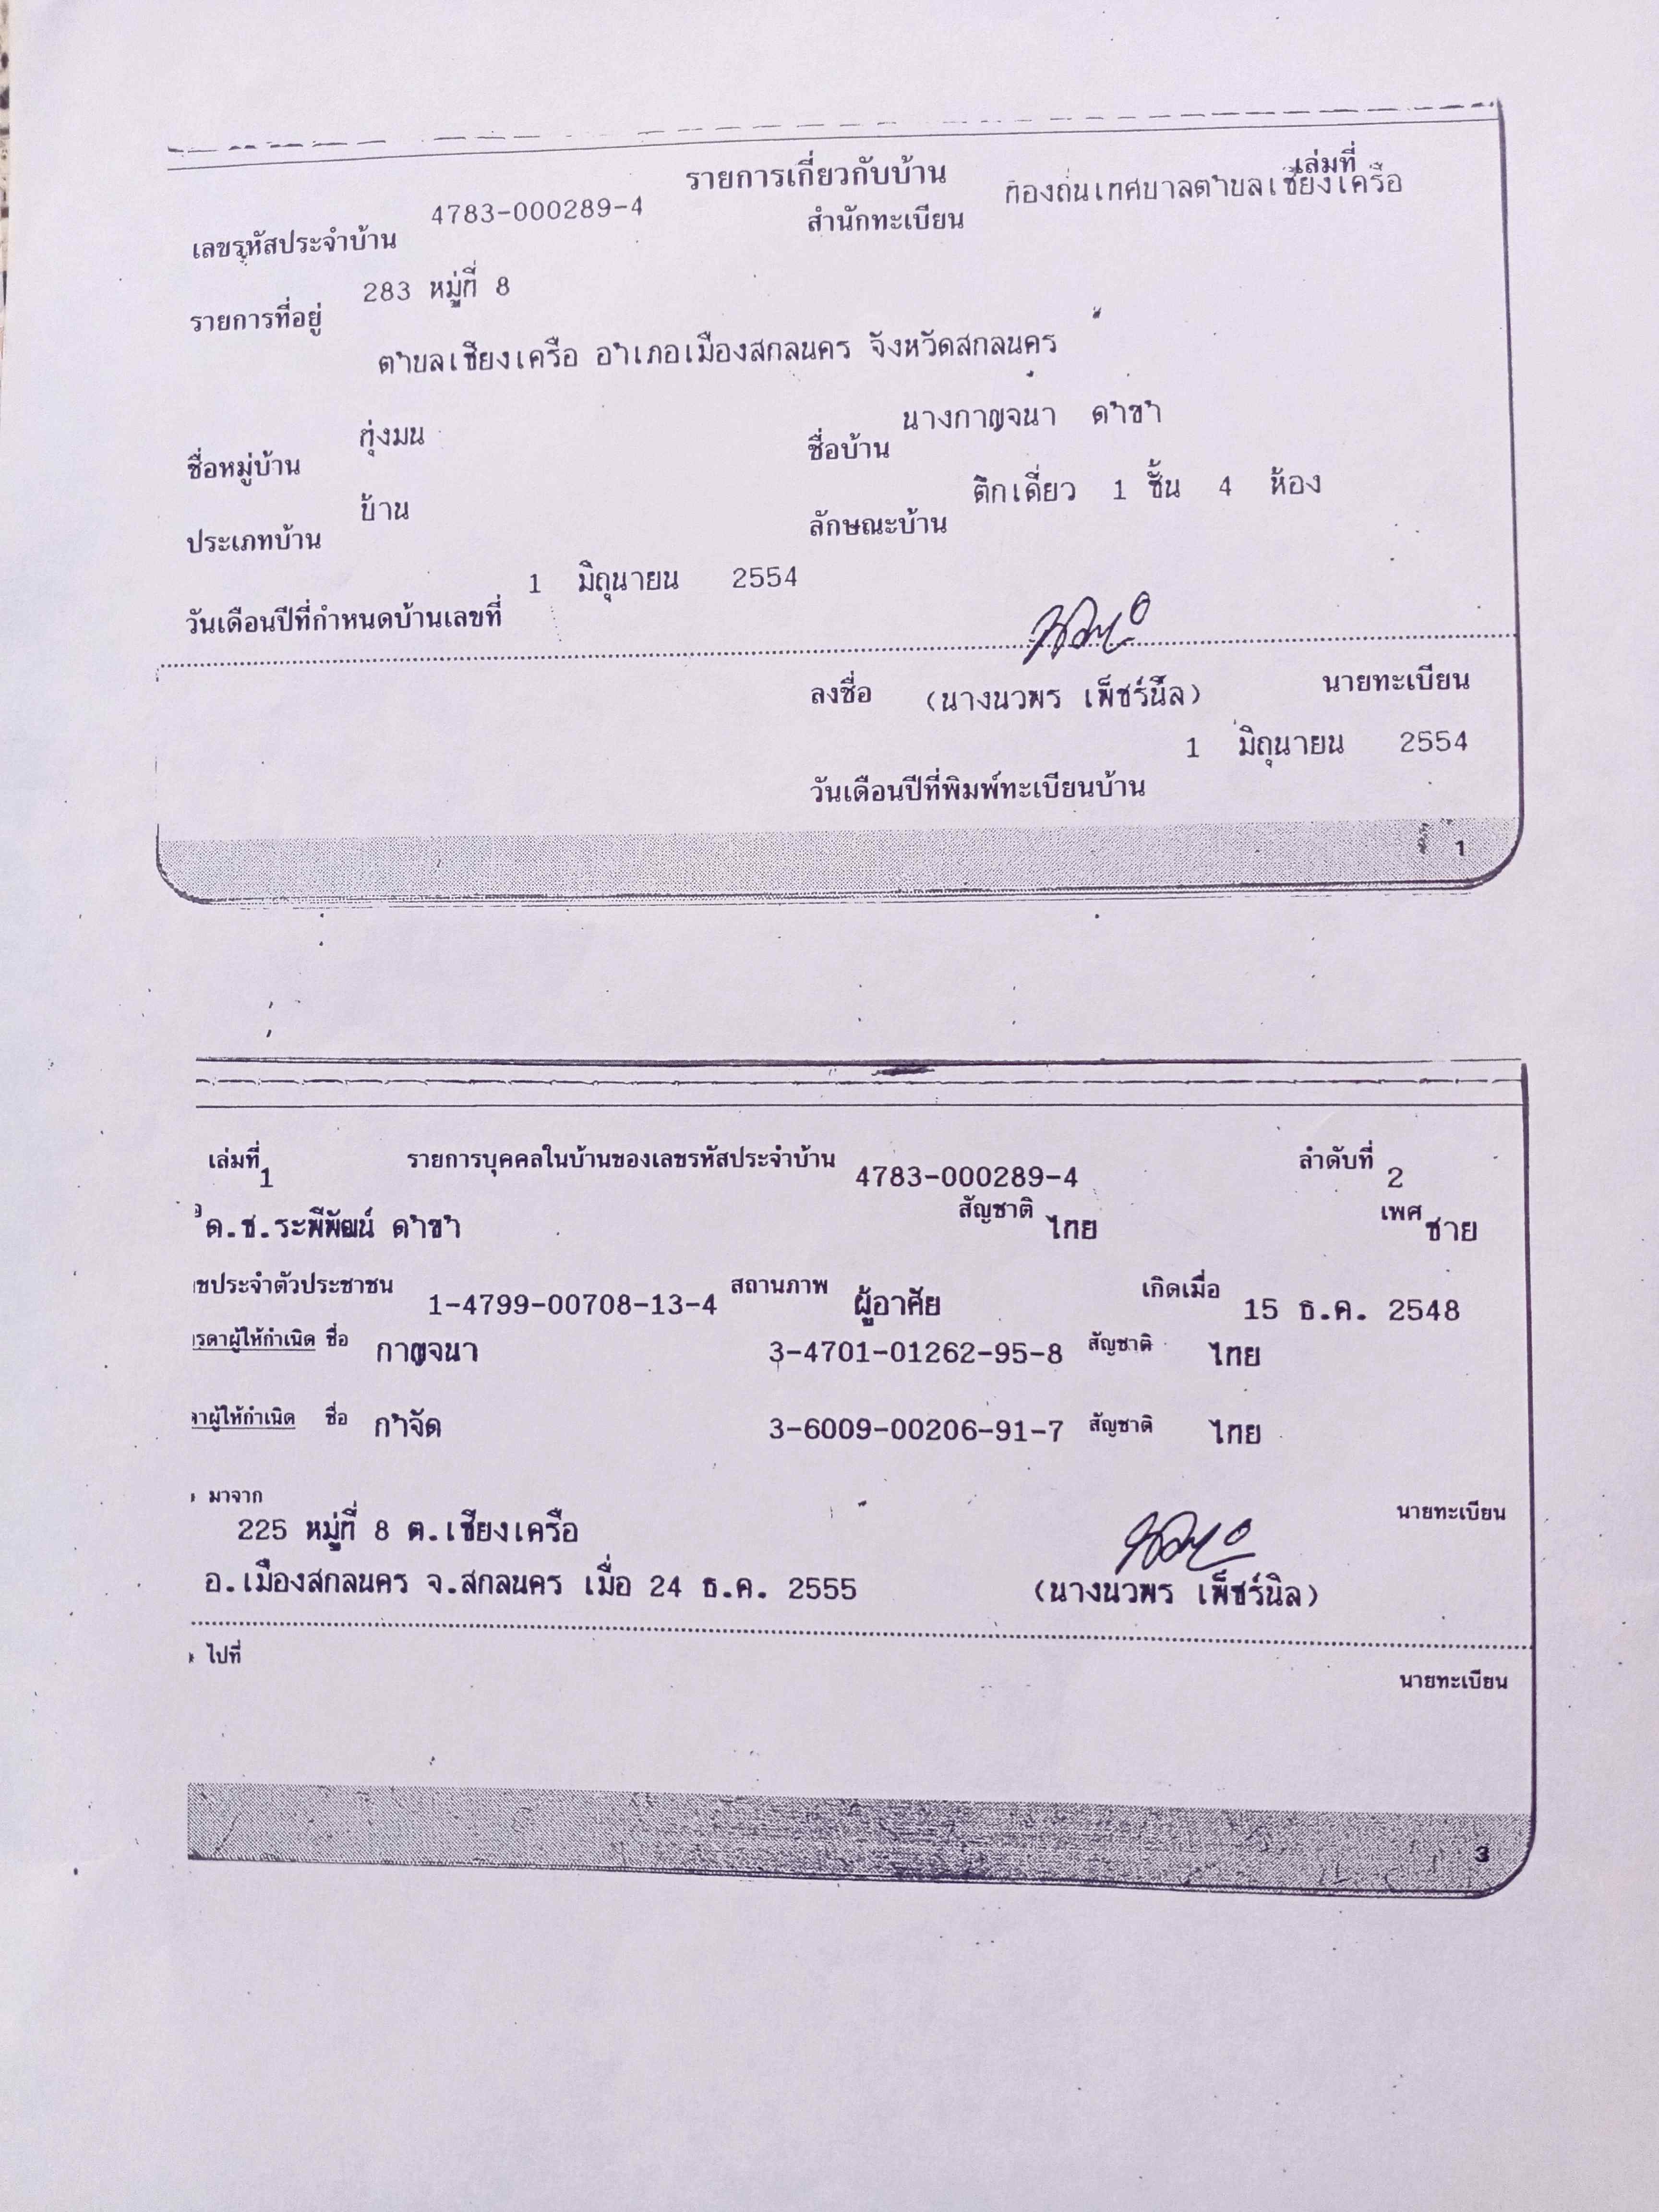 รายการเกี่ยวกับบ้าน เล่มที่
เลขรหัสประจำบ้าน 4783-000289-4 สำนักทะเบียน ท้องถิ่นเทศบาลตำบลเชียงเครือ
รายการที่อยู่ 283 หมู่ที่ 8
ตำบลเชียงเครือ อำเภอเมืองสกลนคร จังหวัดสกลนคร
ชื่อหมู่บ้าน ทุ่งมน ชื่อบ้าน นางกาญจนา ดาขา
ประเภทบ้าน บ้าน ลักษณะบ้าน ตึกเดี่ยว 1 ชั้น 4 ห้อง
วันเดือนปีที่กำหนดบ้านเลขที่ 1 มิถุนายน 2554
ลงชื่อ (นางนวพร เพ็ชร์นิล) นายทะเบียน
วันเดือนปีที่พิมพ์ทะเบียนบ้าน 1 มิถุนายน 2554
1
เล่มที่ 1 รายการบุคคลในบ้านของเลขรหัสประจำบ้าน 4783-000289-4 ลำดับที่ 2
ด.ช.ระพีพัฒน์ ดาขา สัญชาติ ไทย เพศ ชาย
ขประจำตัวประชาชน 1-4799-00708-13-4 สถานภาพ ผู้อาศัย เกิดเมื่อ 15 ธ.ค. 2548
รดาผู้ให้กำเนิด ชื่อ กาญจนา 3-4701-01262-95-8 สัญชาติ ไทย
าผู้ให้กำเนิด ชื่อ กำจัด 3-6009-00206-91-7 สัญชาติ ไทย
มาจาก นายทะเบียน
225 หมู่ที่ 8 ต.เชียงเครือ
อ.เมืองสกลนคร จ.สกลนคร เมื่อ 24 ธ.ค. 2555 (นางนวพร เพ็ชร์นิล)
ไปที่
นายทะเบียน
3